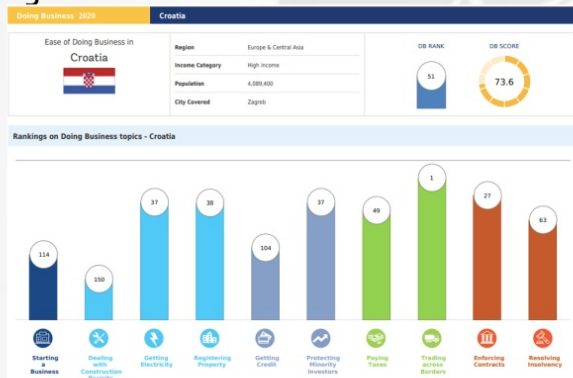 Doing Business 2020
Croatia
Ease of Doing Business in
Croatia
Region
Europe & Central Asia
Income Category
High income
Population
4,089,400
City Covered
Zagreb
DB RANK
DB SCORE
51
73.6
Rankings on Doing Business topics - Croatia
114
150
37
38
104
37
49
1
27
63
Starting
a
Business
Dealing
with
Construction
Permits
Getting
Electricity
Registering
Property
Getting
Credit
Protecting
Minority
Investors
Paying
Taxes
Trading
across
Borders
Enforcing
Contracts
Resolving
Insolvency